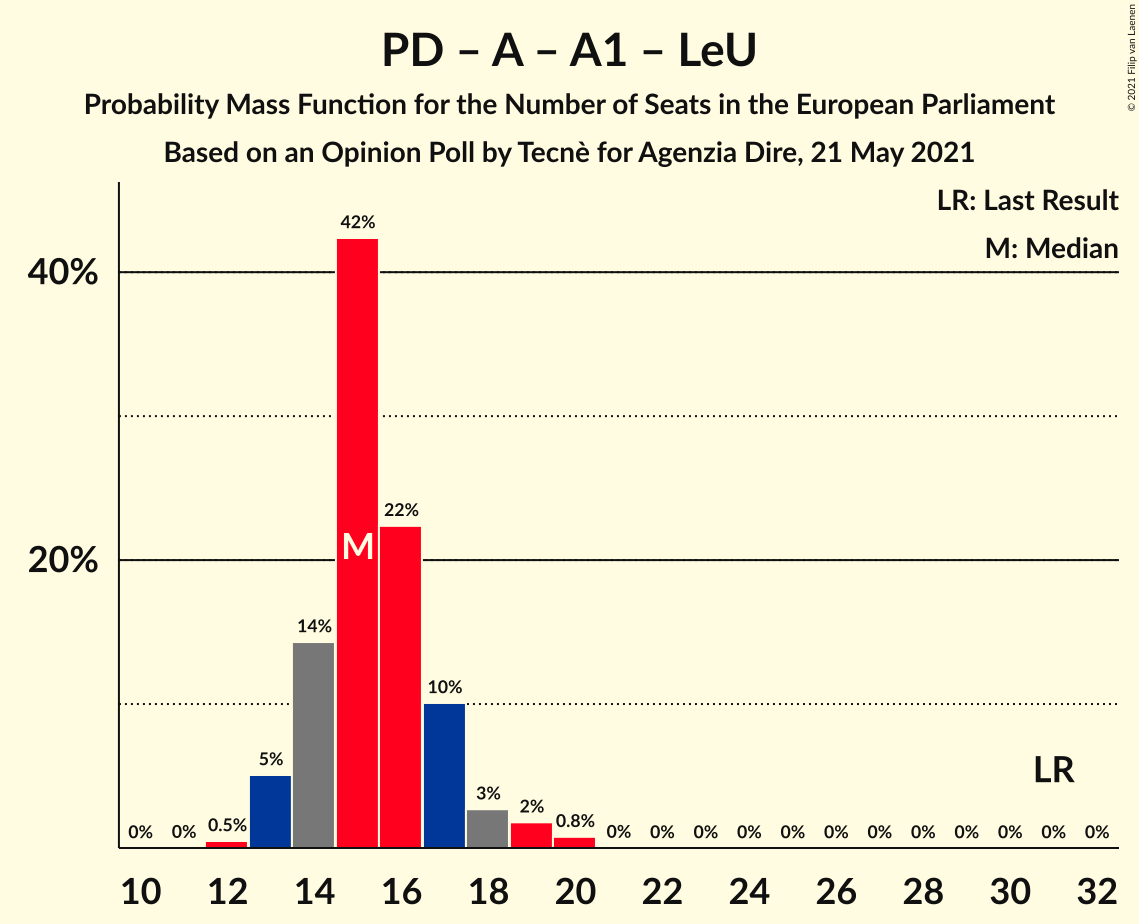 PD – A – A1 – LeU
Probability Mass Function for the Number of Seats in the European Parliament
Based on an Opinion Poll by Tecnè for Agenzia Dire, 21 May 2021
© 2021 Filip van Laenen
LR: Last Result
M: Median
40%
20%
0%
0%
0.5%
5%
14%
42%
M
22%
10%
3%
2%
0.8%
0%
0%
0%
0%
0%
0%
0%
0%
0%
0%
0%
0%
LR
10 12 14 16 18 20 22 24 26 28 30 32